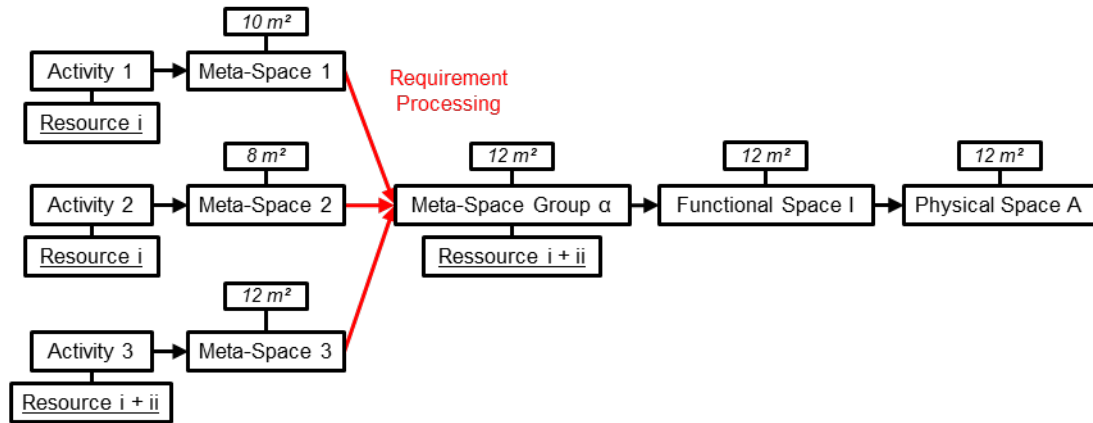 10 m²
Activity 1
Meta-Space 1
Resource i
Requirement
Processing
8 m²
12 m²
12 m²
12 m²
Activity 2
Meta-Space 2
Meta-Space Group α
Functional Space I
Physical Space A
Resource i
Ressource i + ii
12 m²
Activity 3
Meta-Space 3
Resource i + ii